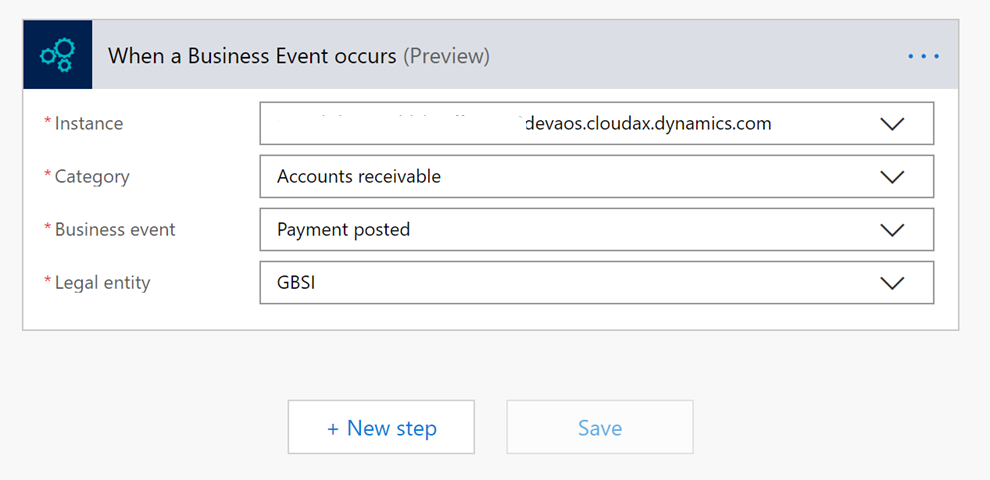 When a Business Event occurs (Preview)
* Instance devaos.cloudax.dynamics.com
* Category Accounts receivable
* Business event Payment posted
* Legal entity GBSI
+ New step Save